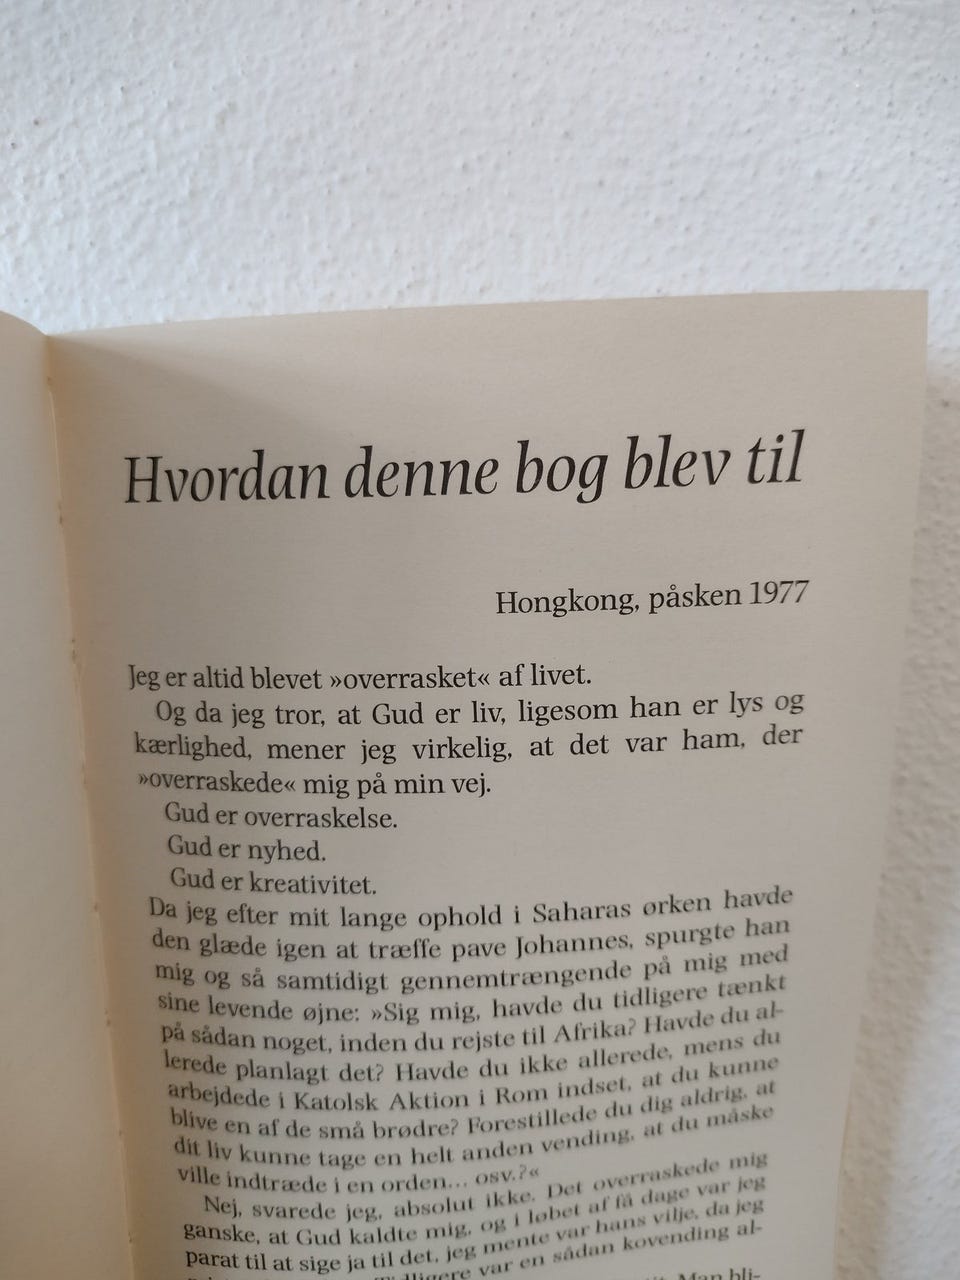 Hvordan denne bog blev til
Hongkong, påsken 1977
Jeg er altid blevet »overrasket« af livet.
Og da jeg tror, at Gud er liv, ligesom han er lys og
kærlighed, mener jeg virkelig, at det var ham, der
»overraskede« mig på min vej.
Gud er overraskelse.
Gud er nyhed.
Gud er kreativitet.
Da jeg efter mit lange ophold i Saharas ørken havde
den glæde igen at træffe pave Johannes, spurgte han
mig og så samtidigt gennemtrængende på mig med
sine levende øjne: »Sig mig, havde du tidligere tænkt
på sådan noget, inden du rejste til Afrika? Havde du al-
lerede planlagt det? Havde du ikke allerede, mens du
arbejdede i Katolsk Aktion i Rom indset, at du kunne
blive en af de små brødre? Forestillede du dig aldrig, at
dit liv kunne tage en helt anden vending, at du måske
ville indtræde i en orden... osv.?«
Nej, svarede jeg, absolut ikke. Det overraskede mig
ganske, at Gud kaldte mig, og i løbet af få dage var jeg
parat til at sige ja til det, jeg mente var hans vilje, da jeg
var en sådan kovending al-
Man bli-